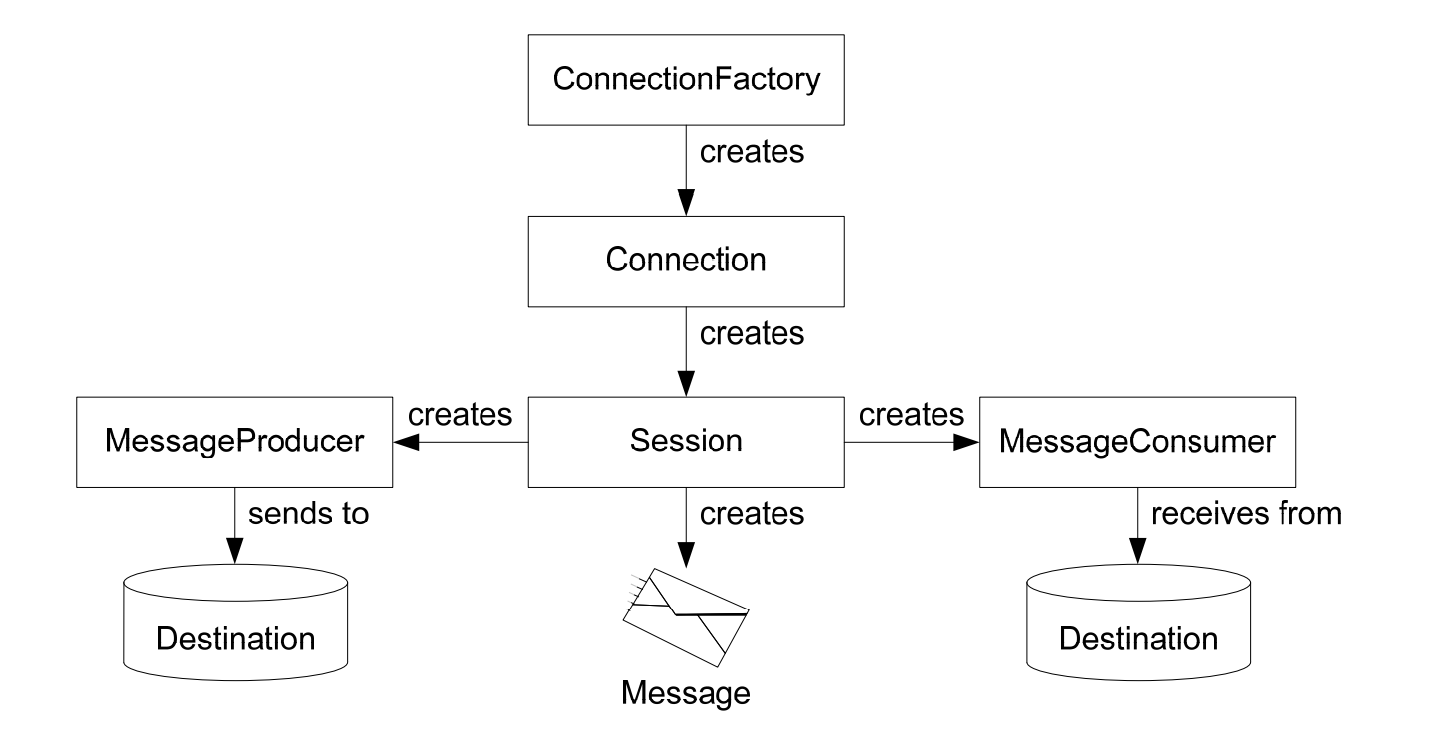 ConnectionFactory
creates
Connection
creates
creates
creates
MessageProducer
Session
MessageConsumer
sends to
creates
receives from
Destination
Destination
Message